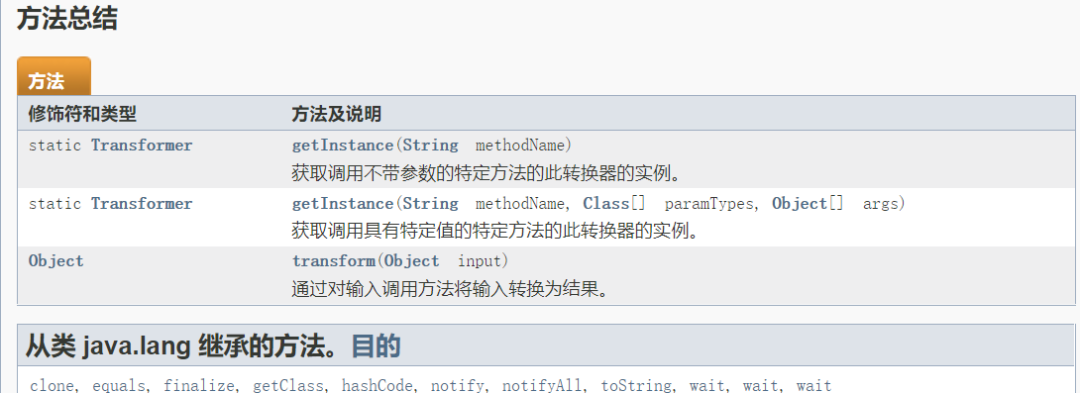 方法总结
方法
修饰符和类型 方法及说明
static Transformer getInstance(String methodName)
获取调用不带参数的特定方法的此转换器的实例。
static Transformer getInstance(String methodName, Class[] paramTypes, Object[] args)
获取调用具有特定值的特定方法的此转换器的实例。
Object transform(Object input)
通过对输入调用方法将输入转换为结果。
从类 java.lang 继承的方法。目的
clone, equals, finalize, getClass, hashCode, notify, notifyAll, toString, wait, wait, wait